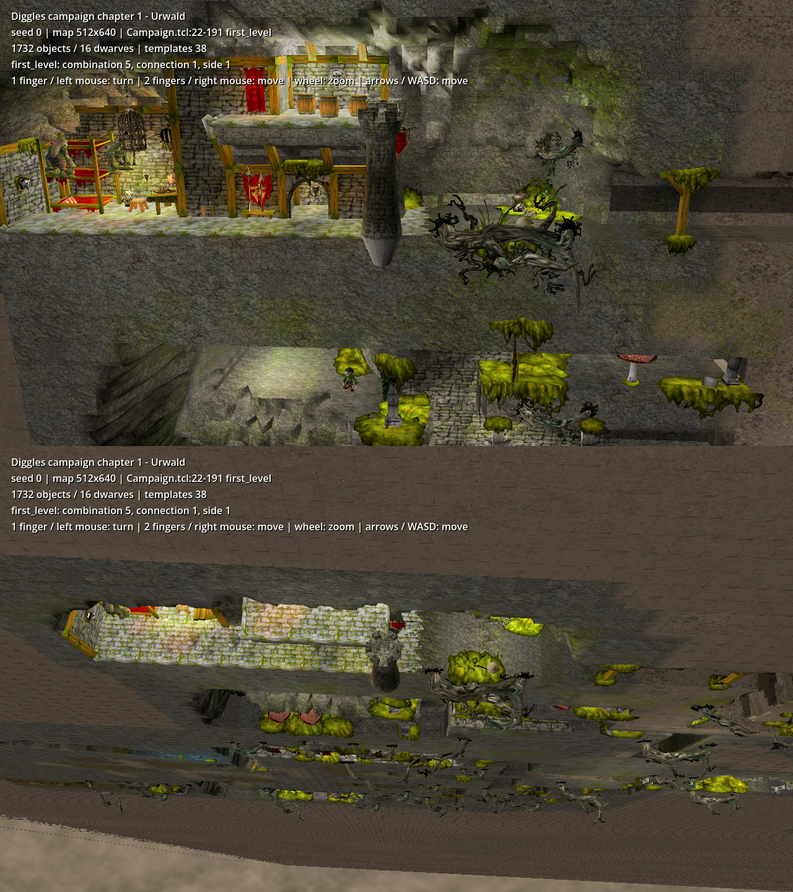 Diggles campaign chapter 1 - Urwald
seed 0 | map 512x640 | Campaign.tcl:22-191 first_level
1732 objects / 16 dwarves | templates 38
first_level: combination 5, connection 1, side 1
1 finger / left mouse: turn | 2 fingers / right mouse: move | wheel: zoom | arrows / WASD: move
Diggles campaign chapter 1 - Urwald
seed 0 | map 512x640 | Campaign.tcl:22-191 first_level
1732 objects / 16 dwarves | templates 38
first_level: combination 5, connection 1, side 1
1 finger / left mouse: turn | 2 fingers / right mouse: move | wheel: zoom | arrows / WASD: move